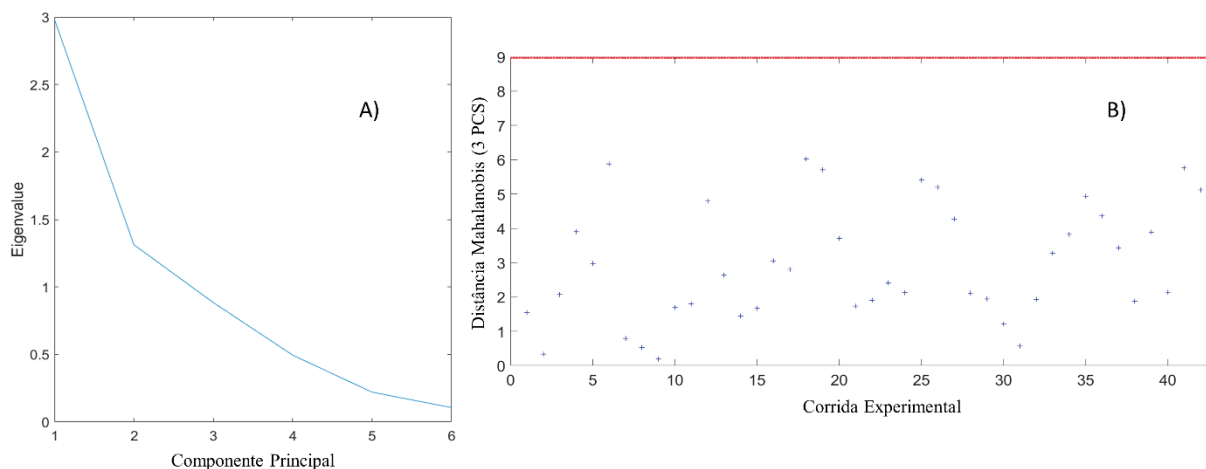 3
2.5
2
1.5
1
0.5
0
Eigenvalue
A)
1 2 3 4 5 6
Componente Principal
9
8
7
6
5
4
3
2
1
0
Distância Mahalanobis (3 PCS)
B)
0 5 10 15 20 25 30 35 40
Corrida Experimental